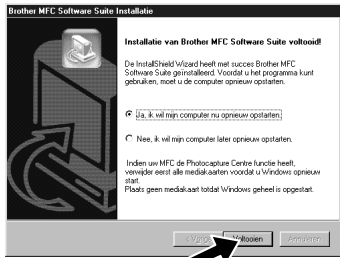 Brother MFC Software Suite Installatie
Installatie van Brother MFC Software Suite voltooid!
De InstallShield Wizard heeft met succes Brother MFC
Software Suite geïnstalleerd. Voordat u het programma kunt
gebruiken, moet u de computer opnieuw opstarten.
Ja, ik wil mijn computer nu opnieuw opstarten.
Nee, ik wil mijn computer later opnieuw opstarten.
Indien uw MFC de Photocapture Centre functie heeft,
verwijder eerst alle mediakaarten voordat u Windows opnieuw
start.
Plaats geen mediakaart totdat Windows geheel is opgestart.
Voltooien Annuleren